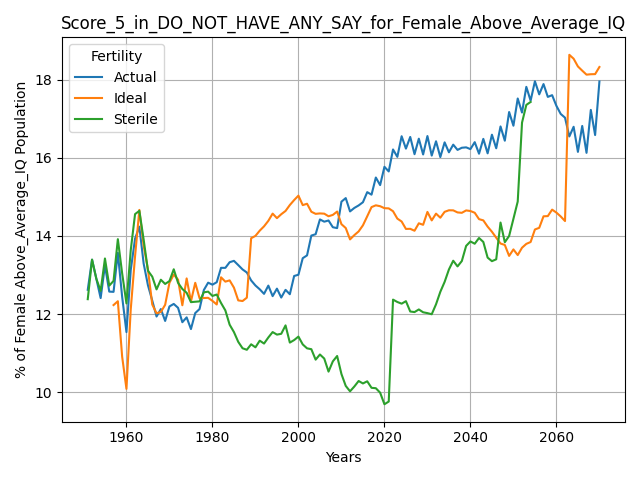 Score_5_in_DO_NOT_HAVE_ANY_SAY_for_Female_Above_Average_IQ
Fertility
Actual
Ideal
Sterile
% of Female Above_Average_IQ Population
18
16
14
12
10
1960 1980 2000 2020 2040 2060
Years